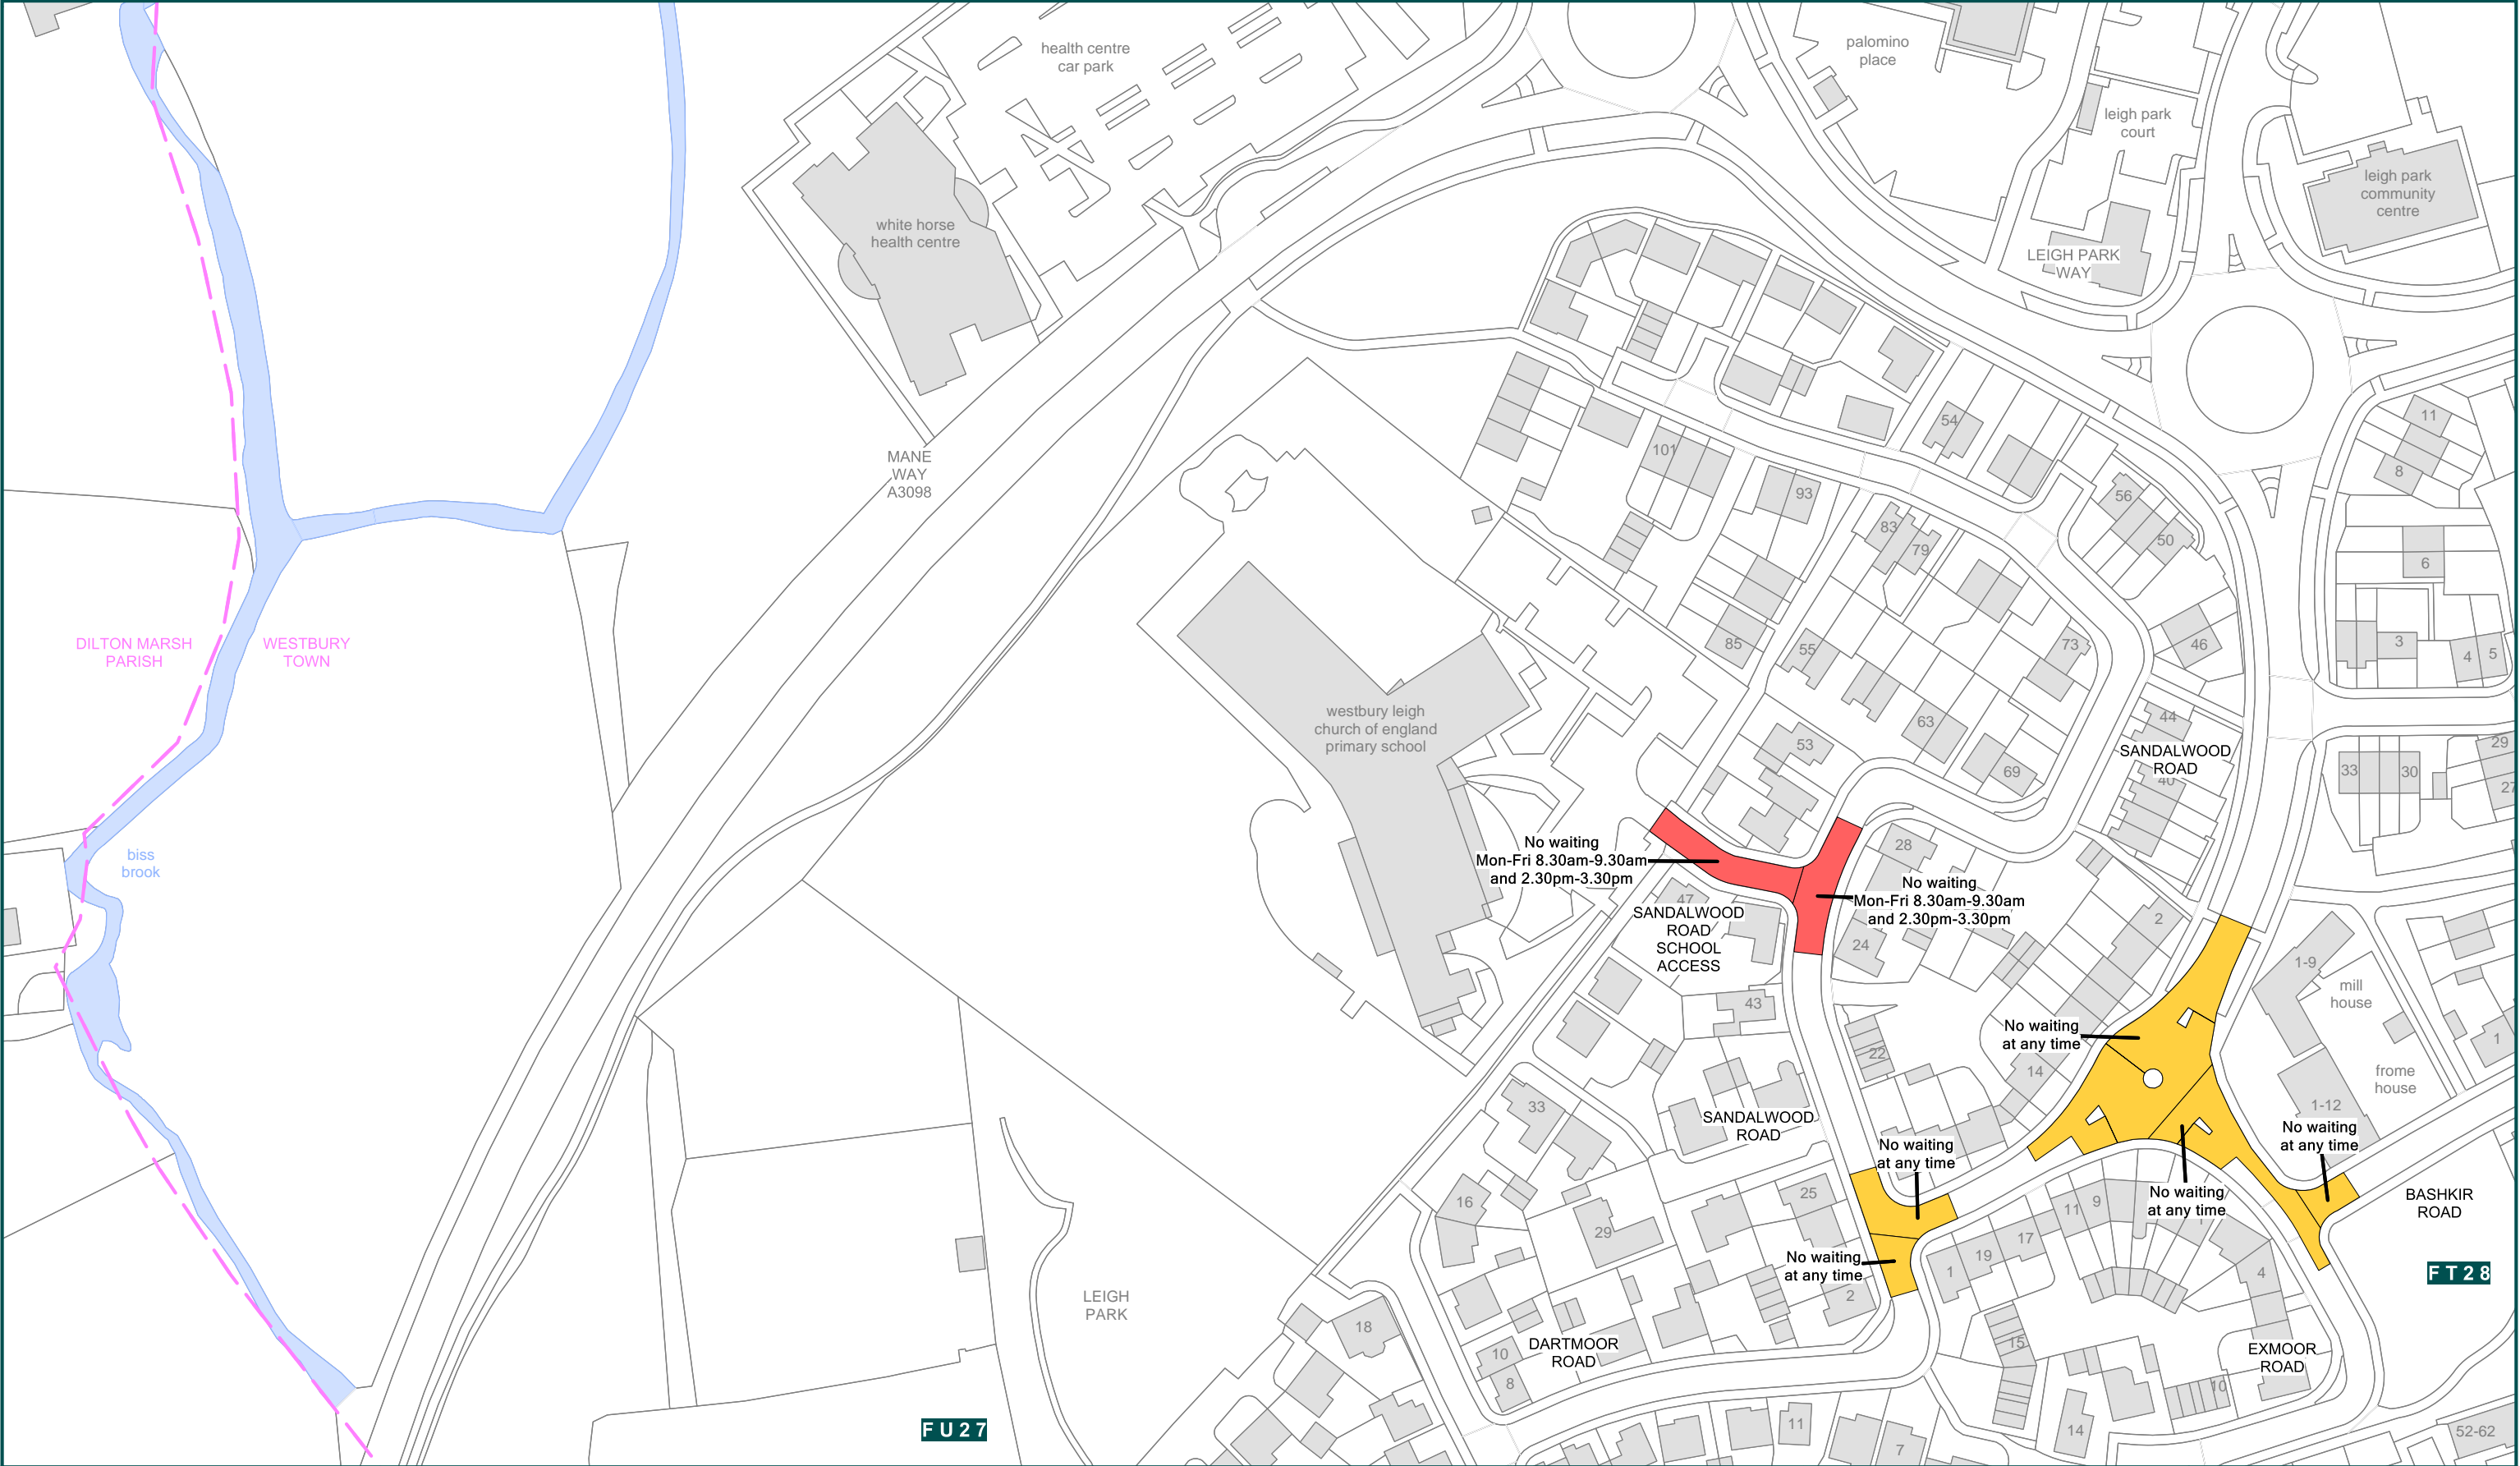 health centre
car park
palomino
place
leigh park
court
leigh park
community
centre
white horse
health centre
LEIGH PARK
WAY
MANE
WAY
A3098
54
11
8
101
93
56
50
83
79
6
DILTON MARSH
PARISH
WESTBURY
TOWN
85
55
73
46
3
4
5
westbury leigh
church of england
primary school
53
63
69
44
SANDALWOOD
ROAD
40
33
30
29
27
biss
brook
No waiting
Mon-Fri 8.30am-9.30am
and 2.30pm-3.30pm
28
No waiting
Mon-Fri 8.30am-9.30am
and 2.30pm-3.30pm
47
SANDALWOOD
ROAD
SCHOOL
ACCESS
24
2
1-9
mill
house
43
No waiting
at any time
22
14
1
frome
house
1-12
33
SANDALWOOD
ROAD
No waiting
at any time
No waiting
at any time
16
25
29
11
9
No waiting
at any time
1
BASHKIR
ROAD
17
19
1
4
No waiting
at any time
2
FT28
LEIGH
PARK
18
DARTMOOR
ROAD
10
8
15
EXMOOR
ROAD
10
14
11
7
FU27
52-62